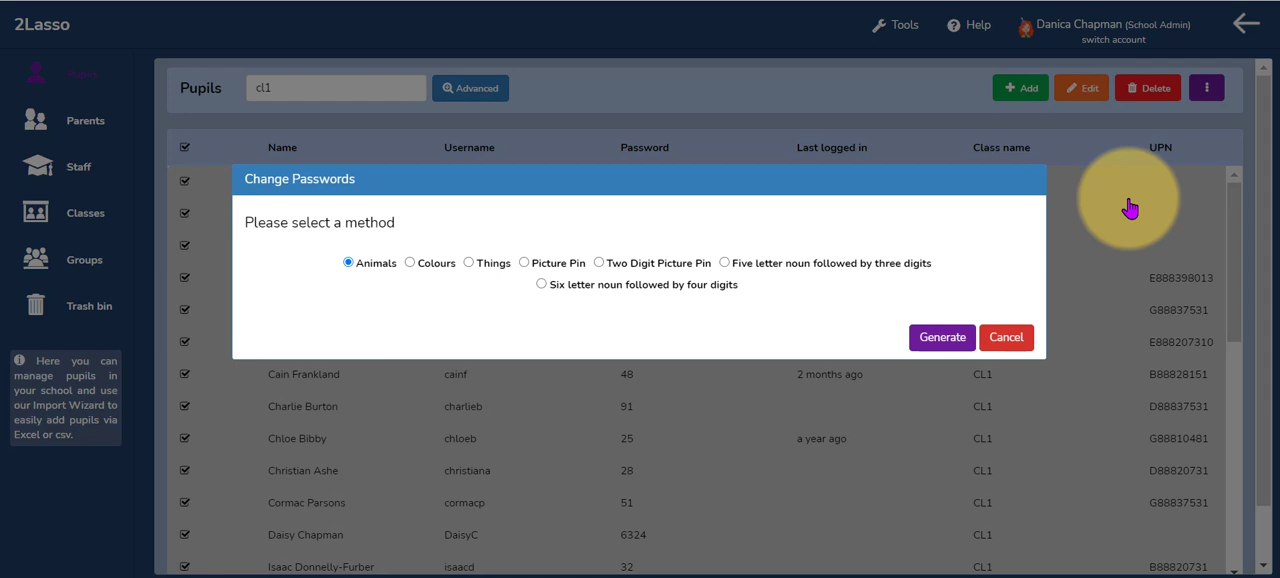 2Lasso
Tools
Help
Danica Chapman (School Admin)
switch account
Parents
Staff
Classes
Groups
Trash bin
Here you can
manage pupils in
your school and use
our Import Wizard to
easily add pupils via
Excel or csv.
Pupils
cl1
Advanced
Add
Edit
Delete
Name Username Password Last logged in Class name UPN
Change Passwords
Please select a method
Animals Colours Things Picture Pin Two Digit Picture Pin Five letter noun followed by three digits
Six letter noun followed by four digits
Generate Cancel
E888398013
G88837531
E888207310
Cain Frankland cainf 48 2 months ago CL1 B88828151
Charlie Burton charlieb 91 CL1 D88837531
Chloe Bibby chloeb 25 a year ago CL1 G88810481
Christian Ashe christiana 28 CL1 D88820731
Cormac Parsons cormacp 51 CL1 G88837531
Daisy Chapman DaisyC 6324 CL1
Isaac Donnelly-Furber isaacd 32 CL1 B88820731